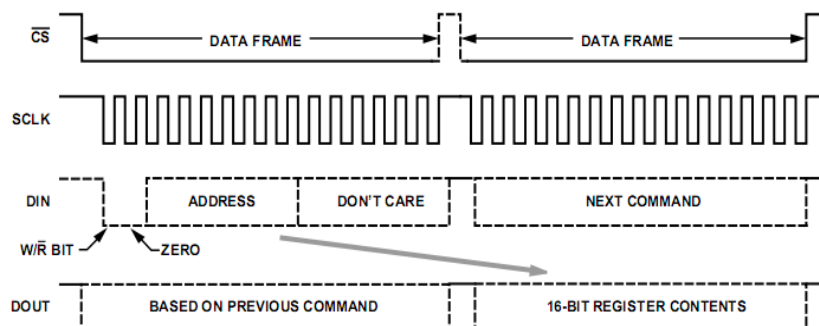 C̅S̅
DATA FRAME
DATA FRAME
SCLK
DIN
ADDRESS
DON'T CARE
NEXT COMMAND
W/R̅ BIT
ZERO
DOUT
BASED ON PREVIOUS COMMAND
16-BIT REGISTER CONTENTS